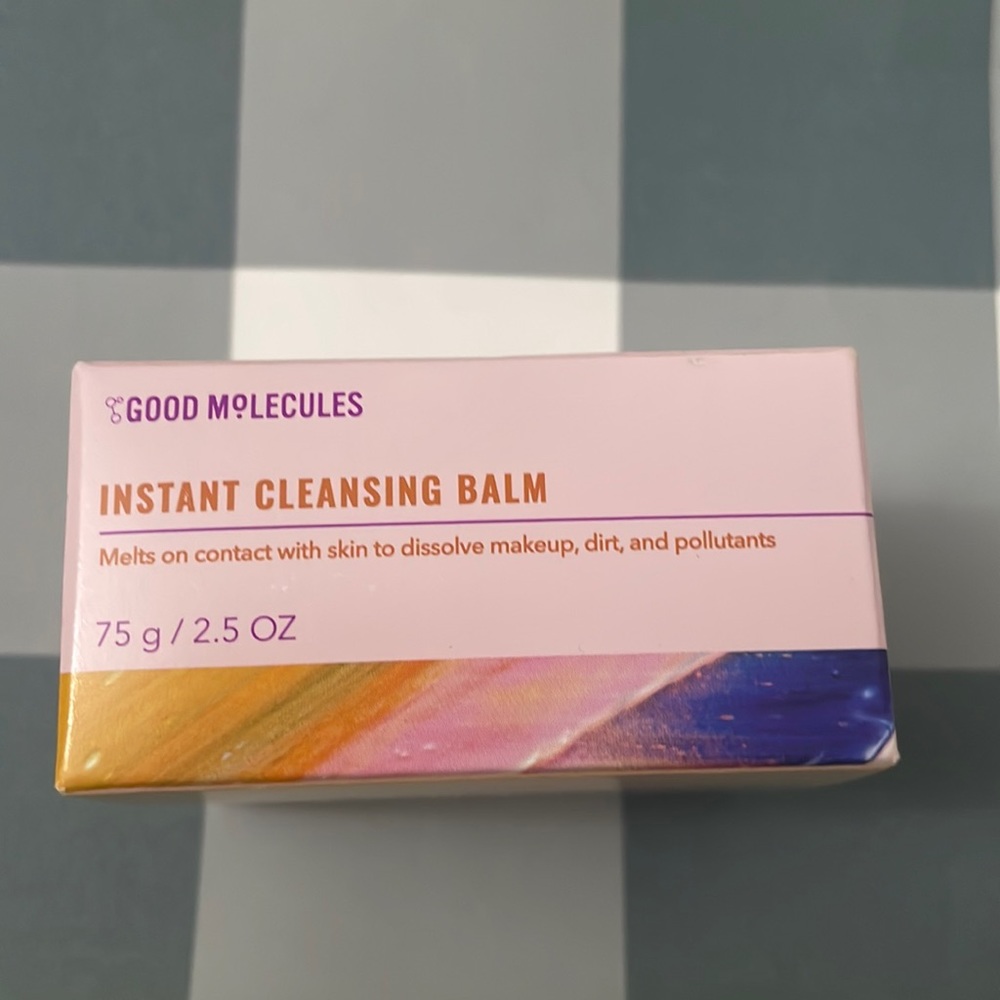 GOOD MOLECULES
INSTANT CLEANSING BALM
Melts on contact with skin to dissolve makeup, dirt, and pollutants
75 g / 2.5 OZ